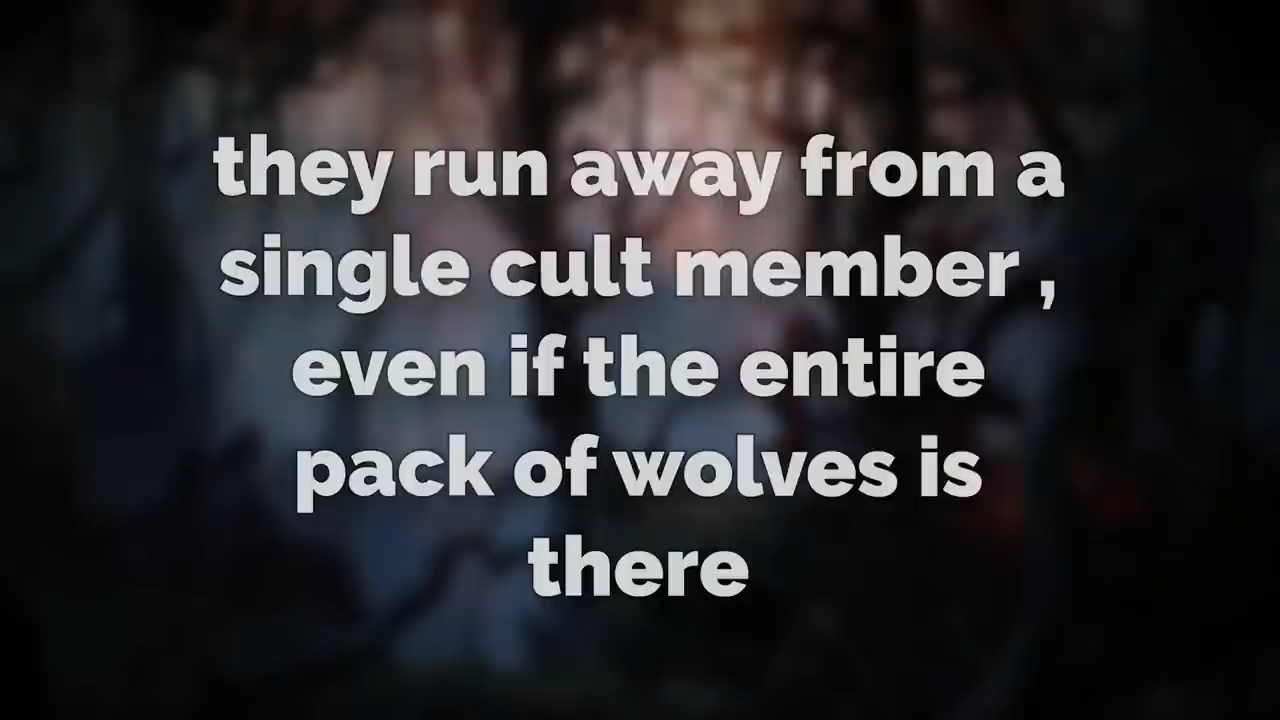 they run away from a
single cult member ,
even if the entire
pack of wolves is
there